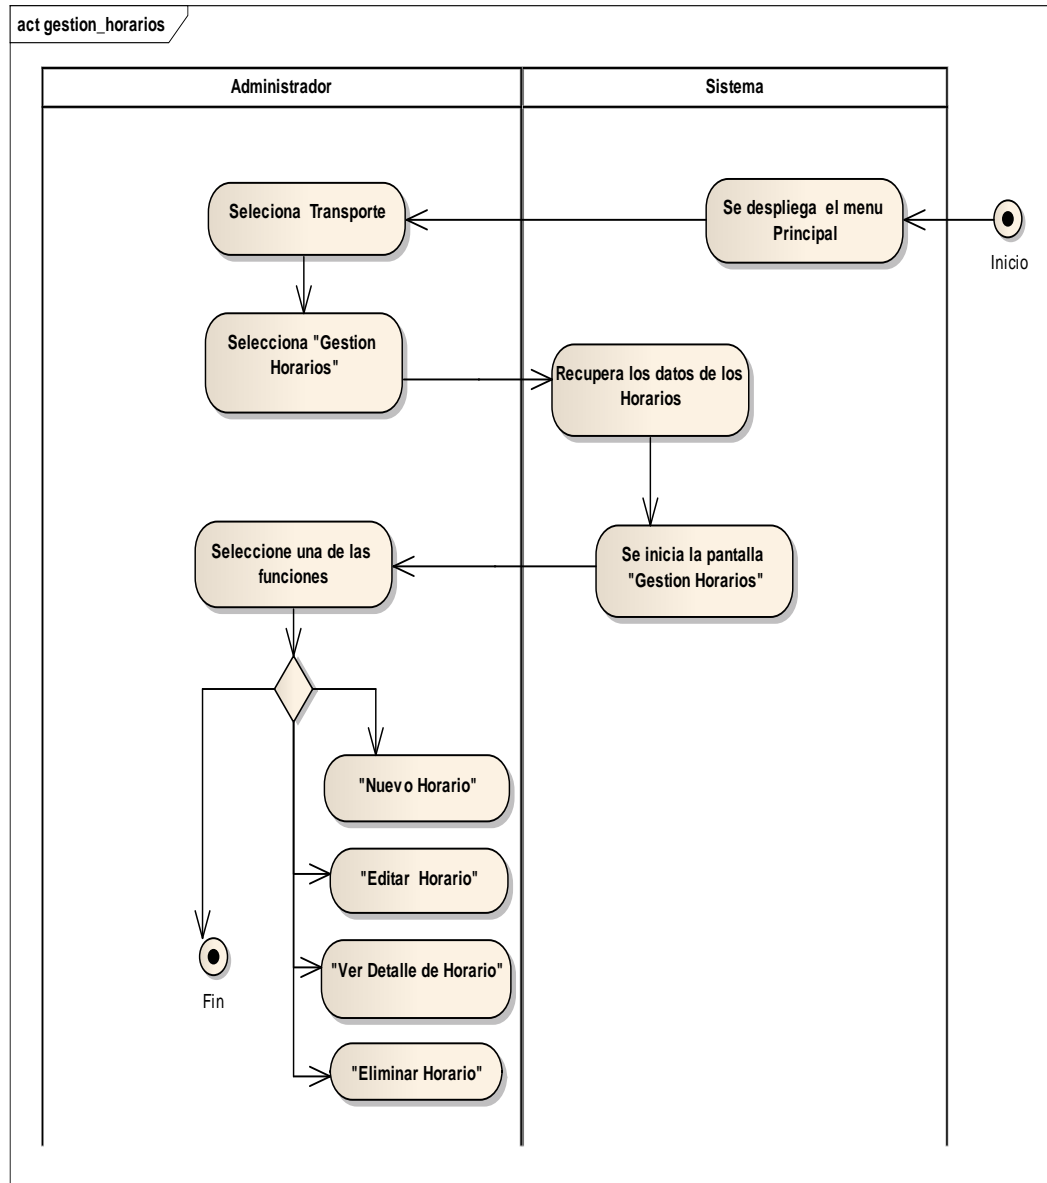 act gestion_horarios
Administrador
Sistema
Seleciona Transporte
Se despliega el menu
Principal
Inicio
Selecciona "Gestion
Horarios"
Recupera los datos de los
Horarios
Seleccione una de las
funciones
Se inicia la pantalla
"Gestion Horarios"
"Nuevo Horario"
"Editar Horario"
"Ver Detalle de Horario"
Fin
"Eliminar Horario"